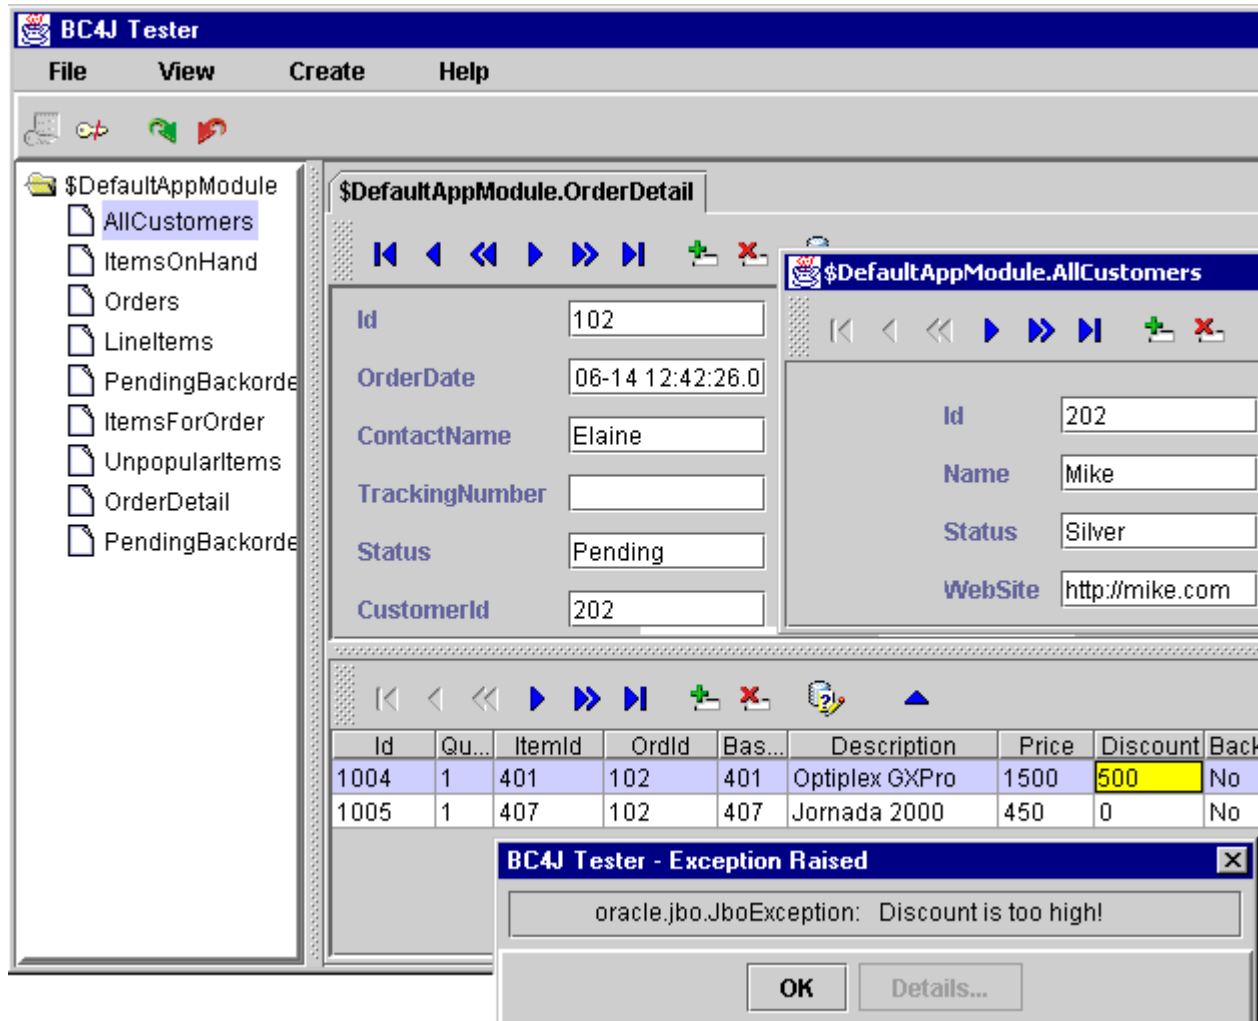 BC4J Tester
File View Create Help
$DefaultAppModule
AllCustomers
ItemsOnHand
Orders
LineItems
PendingBackorde
ItemsForOrder
UnpopularItems
OrderDetail
PendingBackorde
$DefaultAppModule.OrderDetail
Id 102
OrderDate 06-14 12:42:26.0
ContactName Elaine
TrackingNumber
Status Pending
CustomerId 202
$DefaultAppModule.AllCustomers
Id 202
Name Mike
Status Silver
WebSite http://mike.com
Id Qu... ItemId OrdId Bas... Description Price Discount Back
1004 1 401 102 401 Optiplex GXPro 1500 500 No
1005 1 407 102 407 Jornada 2000 450 0 No
BC4J Tester - Exception Raised
oracle.jbo.JboException: Discount is too high!
OK Details...